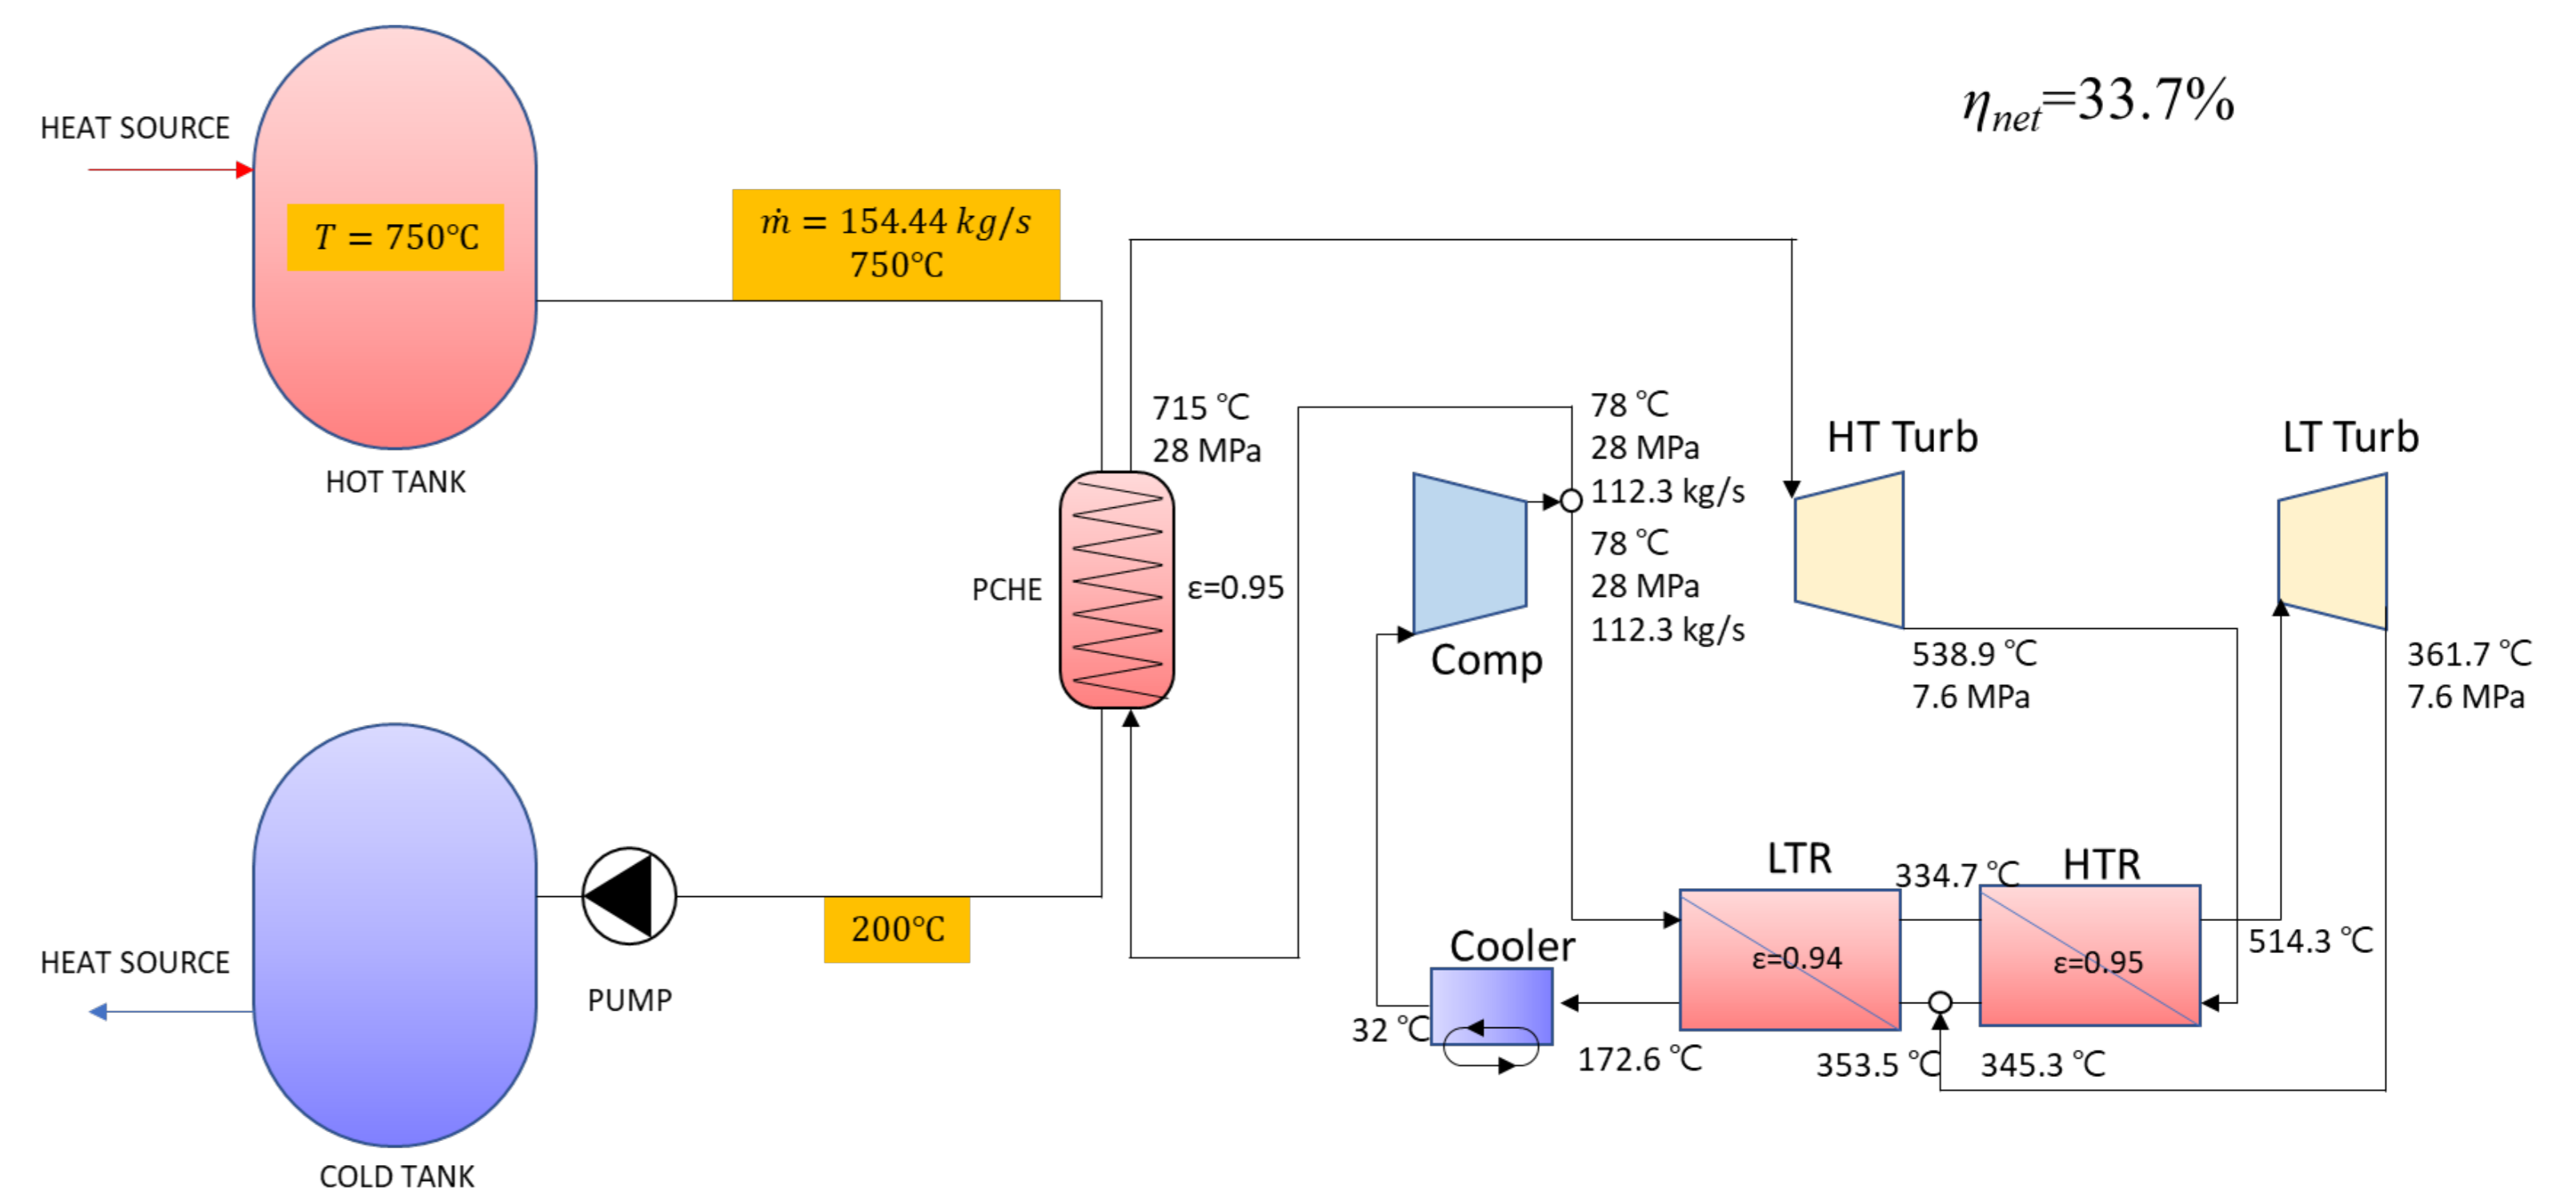 η_net=33.7%
HEAT SOURCE
T = 750℃
HOT TANK
ṁ = 154.44 kg/s
750℃
715 ℃
28 MPa
PCHE
ε=0.95
78 ℃
28 MPa
112.3 kg/s
78 ℃
28 MPa
112.3 kg/s
Comp
HT Turb
538.9 ℃
7.6 MPa
LT Turb
361.7 ℃
7.6 MPa
HEAT SOURCE
COLD TANK
PUMP
200℃
Cooler
32 ℃
172.6 ℃
LTR
ε=0.94
334.7 ℃
HTR
ε=0.95
514.3 ℃
353.5 ℃
345.3 ℃